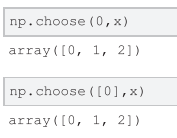 np.choose(0,x)
array([0, 1, 2])
np.choose([0],x)
array([0, 1, 2])